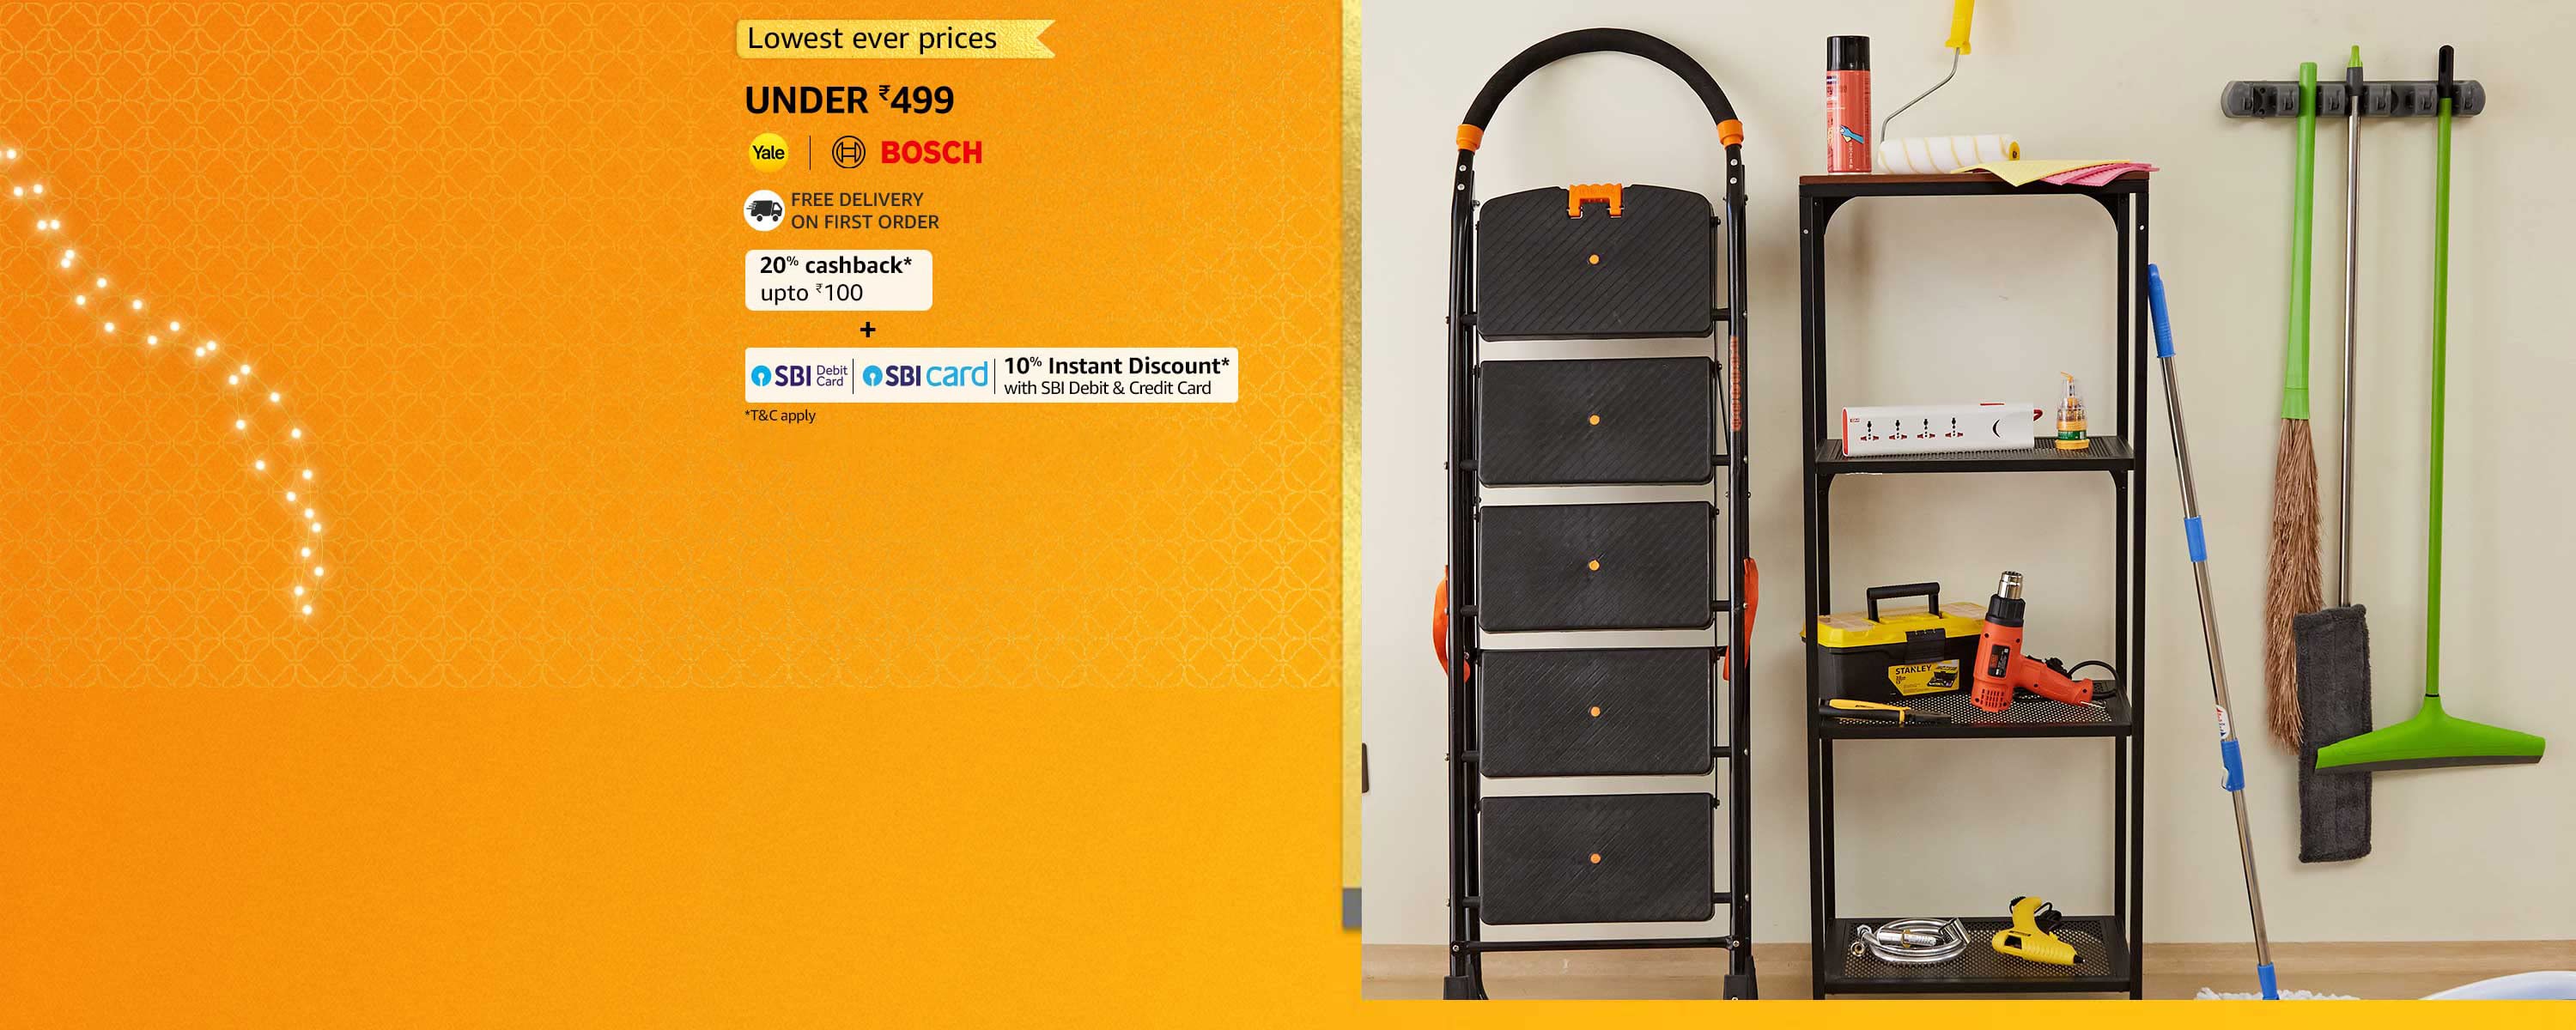 Lowest ever prices
UNDER ₹499
Yale | BOSCH
FREE DELIVERY
ON FIRST ORDER
20% cashback*
upto ₹100
+
SBI Debit Card | SBI card | 10% Instant Discount*
with SBI Debit & Credit Card
*T&C apply
STANLEY